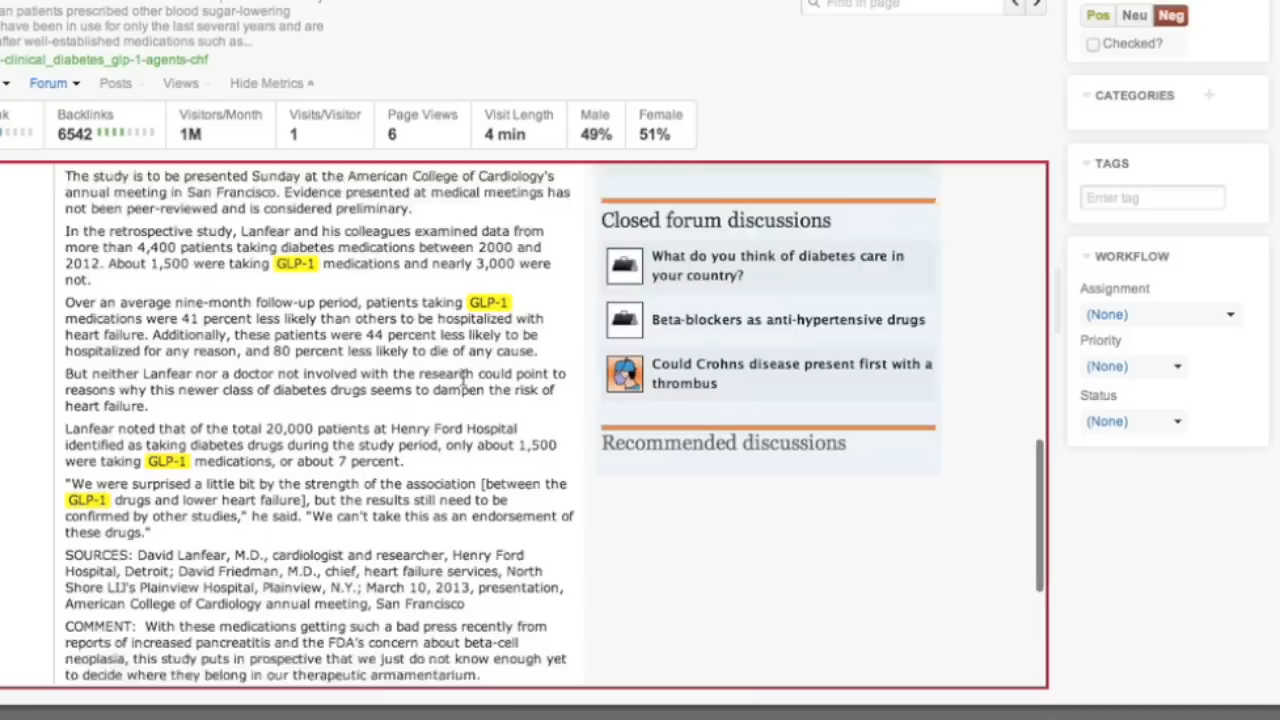 an patients prescribed other blood sugar-lowering
have been in use for only the last several years and are
after well-established medications such as...
-clinical_diabetes_glp-1-agents-chf
Find in page
Forum Posts Views Hide Metrics
Backlinks Visitors/Month Visits/Visitor Page Views Visit Length Male Female
6542 1M 1 6 4 min 49% 51%
The study is to be presented Sunday at the American College of Cardiology's
annual meeting in San Francisco. Evidence presented at medical meetings has
not been peer-reviewed and is considered preliminary.
In the retrospective study, Lanfear and his colleagues examined data from
more than 4,400 patients taking diabetes medications between 2000 and
2012. About 1,500 were taking GLP-1 medications and nearly 3,000 were
not.
Over an average nine-month follow-up period, patients taking GLP-1
medications were 41 percent less likely than others to be hospitalized with
heart failure. Additionally, these patients were 44 percent less likely to be
hospitalized for any reason, and 80 percent less likely to die of any cause.
But neither Lanfear nor a doctor not involved with the research could point to
reasons why this newer class of diabetes drugs seems to dampen the risk of
heart failure.
Lanfear noted that of the total 20,000 patients at Henry Ford Hospital
identified as taking diabetes drugs during the study period, only about 1,500
were taking GLP-1 medications, or about 7 percent.
"We were surprised a little bit by the strength of the association [between the
GLP-1 drugs and lower heart failure], but the results still need to be
confirmed by other studies," he said. "We can't take this as an endorsement of
these drugs."
SOURCES: David Lanfear, M.D., cardiologist and researcher, Henry Ford
Hospital, Detroit; David Friedman, M.D., chief, heart failure services, North
Shore LIJ's Plainview Hospital, Plainview, N.Y.; March 10, 2013, presentation,
American College of Cardiology annual meeting, San Francisco
COMMENT: With these medications getting such a bad press recently from
reports of increased pancreatitis and the FDA's concern about beta-cell
neoplasia, this study puts in prospective that we just do not know enough yet
to decide where they belong in our therapeutic armamentarium.
Closed forum discussions
What do you think of diabetes care in
your country?
Beta-blockers as anti-hypertensive drugs
Could Crohns disease present first with a
thrombus
Recommended discussions
Pos Neu Neg
Checked?
CATEGORIES
TAGS
Enter tag
WORKFLOW
Assignment
(None)
Priority
(None)
Status
(None)